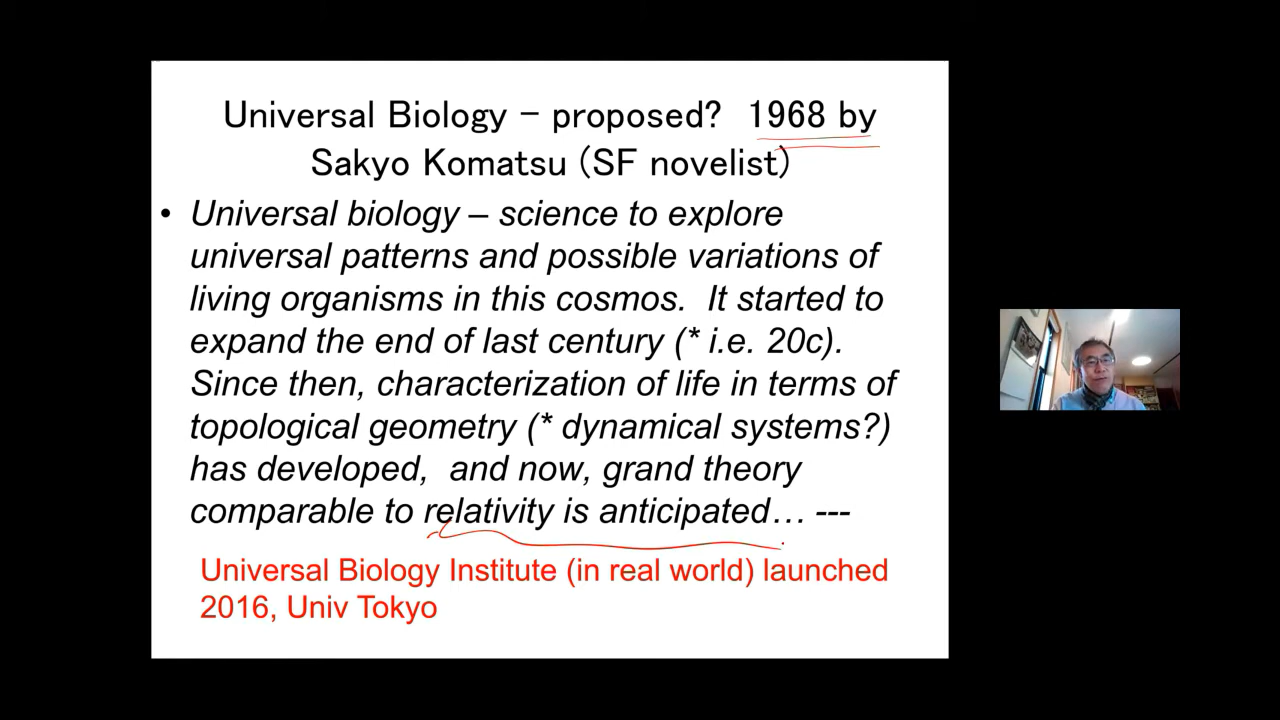 Universal Biology – proposed? 1968 by
Sakyo Komatsu (SF novelist)
• Universal biology – science to explore
universal patterns and possible variations of
living organisms in this cosmos. It started to
expand the end of last century (* i.e. 20c).
Since then, characterization of life in terms of
topological geometry (* dynamical systems?)
has developed, and now, grand theory
comparable to relativity is anticipated… ---
Universal Biology Institute (in real world) launched
2016, Univ Tokyo